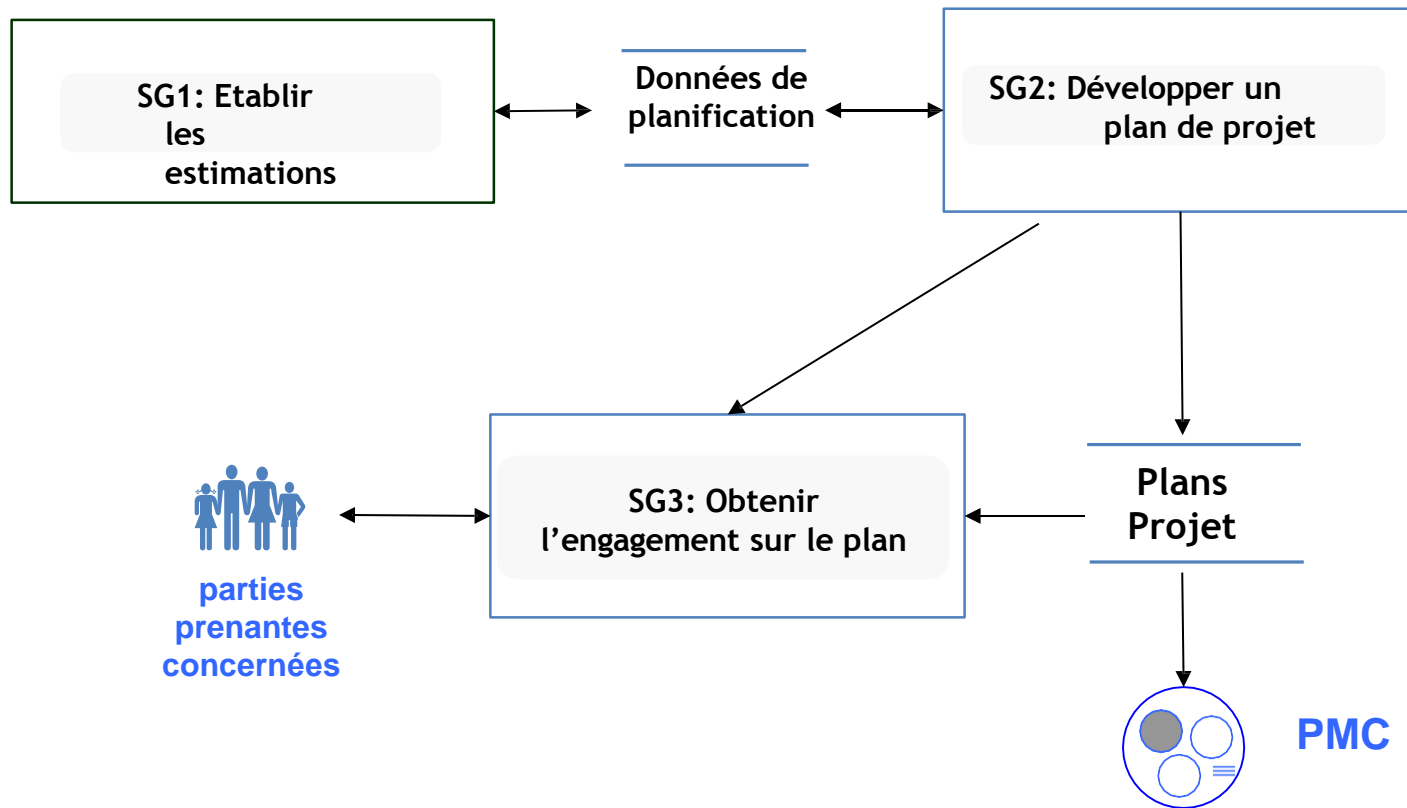 SG1: Etablir
les
estimations
Données de
planification
SG2: Développer un
plan de projet
SG3: Obtenir
l’engagement sur le plan
Plans
Projet
parties
prenantes
concernées
PMC